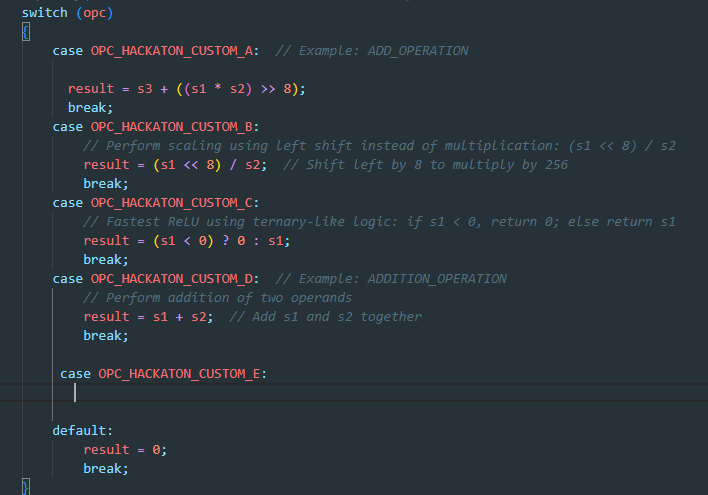 switch (opc)
{
case OPC_HACKATON_CUSTOM_A:  // Example: ADD_OPERATION
result = s3 + ((s1 * s2) >> 8);
break;
case OPC_HACKATON_CUSTOM_B:
// Perform scaling using left shift instead of multiplication: (s1 << 8) / s2
result = (s1 << 8) / s2;  // Shift left by 8 to multiply by 256
break;
case OPC_HACKATON_CUSTOM_C:
// Fastest ReLU using ternary-like logic: if s1 < 0, return 0; else return s1
result = (s1 < 0) ? 0 : s1;
break;
case OPC_HACKATON_CUSTOM_D:  // Example: ADDITION_OPERATION
// Perform addition of two operands
result = s1 + s2;  // Add s1 and s2 together
break;
case OPC_HACKATON_CUSTOM_E:
default:
result = 0;
break;
}